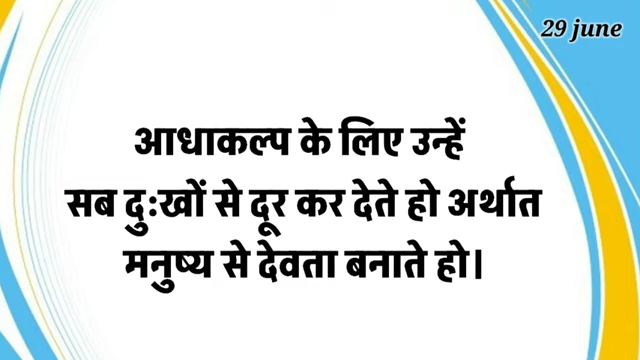 29 june
आधाकल्प के लिए उन्हें
सब दुःखों से दूर कर देते हो अर्थात
मनुष्य से देवता बनाते हो।